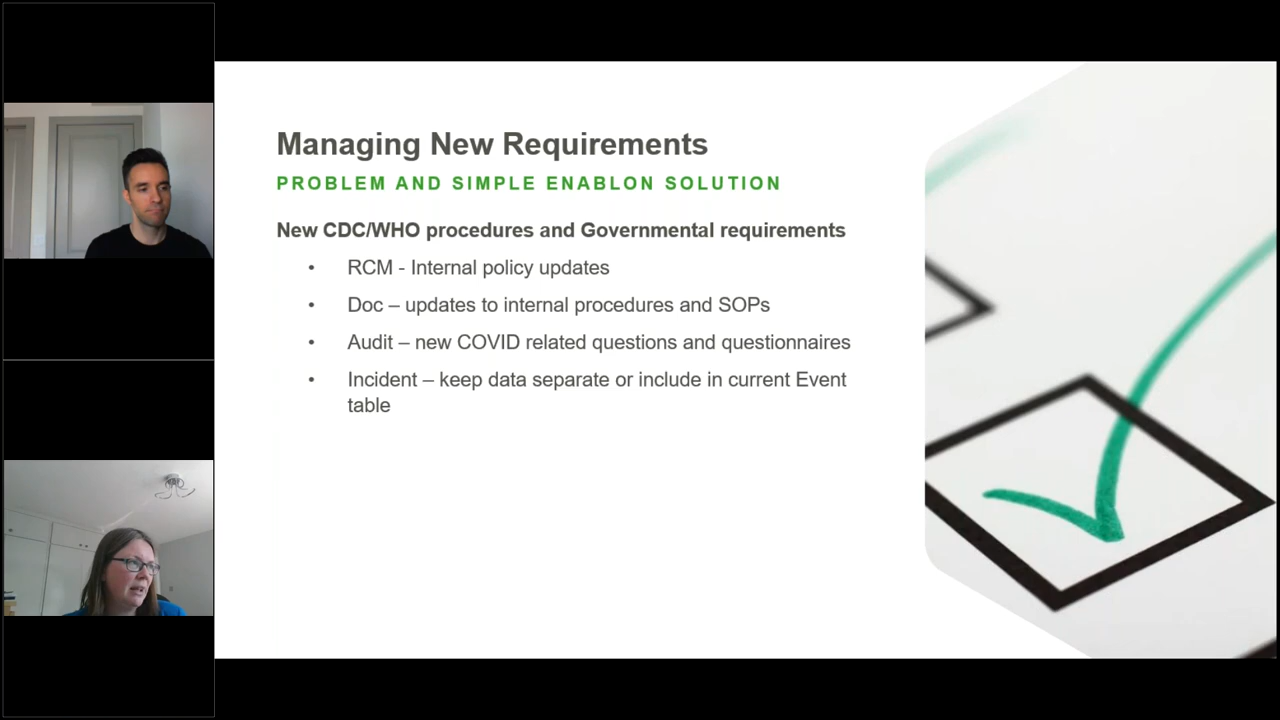 Managing New Requirements
PROBLEM AND SIMPLE ENABLON SOLUTION
New CDC/WHO procedures and Governmental requirements
• RCM - Internal policy updates
• Doc – updates to internal procedures and SOPs
• Audit – new COVID related questions and questionnaires
• Incident – keep data separate or include in current Event
table